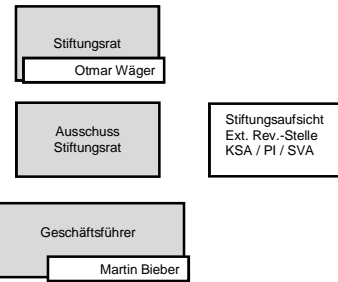 Stiftungsrat
Otmar Wäger
Ausschuss
Stiftungsrat
Stiftungsaufsicht
Ext. Rev.-Stelle
KSA / PI / SVA
Geschäftsführer
Martin Bieber